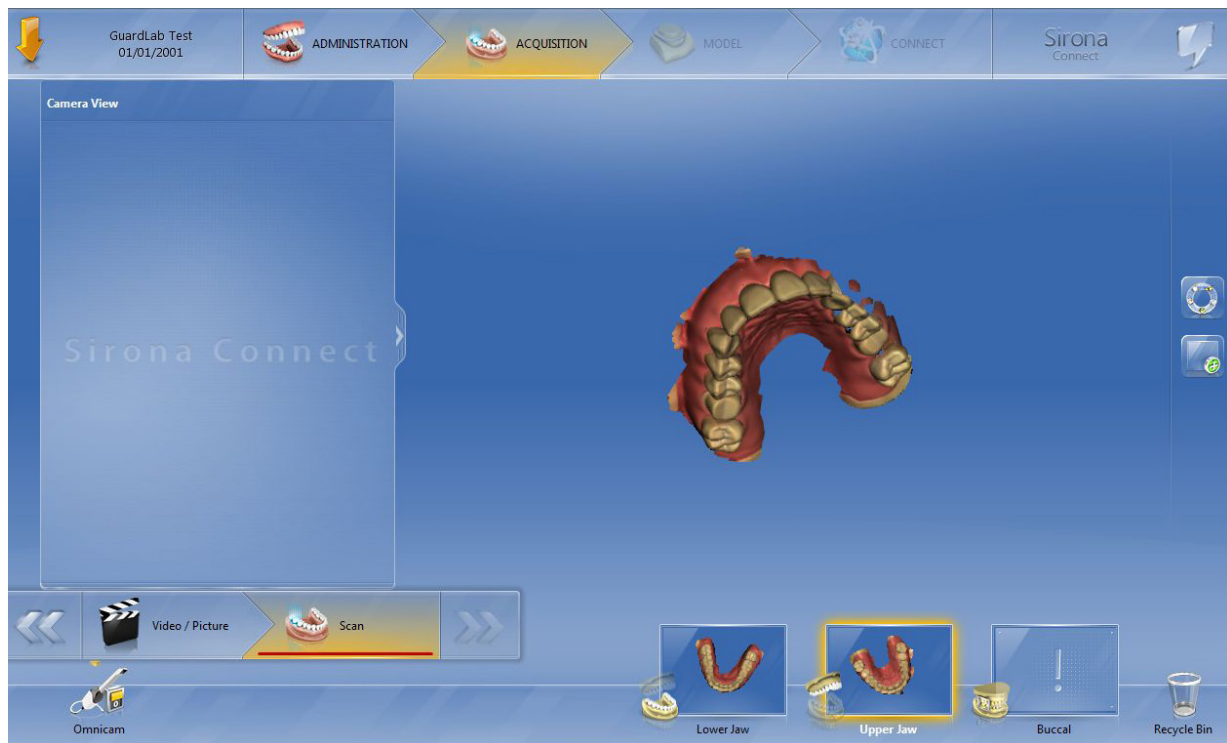 GuardLab Test
01/01/2001
ADMINISTRATION
ACQUISITION
MODEL
CONNECT
Sirona
Connect
Camera View
Sirona Connect
Video / Picture
Scan
Omnicam
Lower Jaw
Upper Jaw
Buccal
Recycle Bin